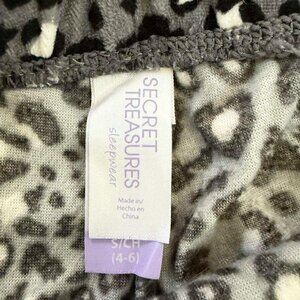 SECRET
TREASURES
sleepwear
Made in/
Hecho en
China
S/CH
(4-6)